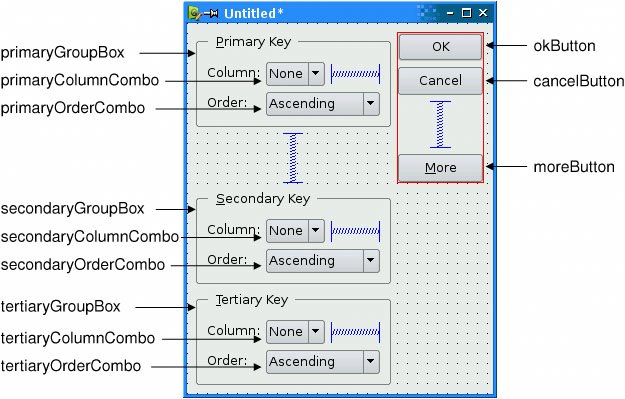 Untitled*
primaryGroupBox
Primary Key
OK
okButton
primaryColumnCombo
Column:
None
Cancel
cancelButton
primaryOrderCombo
Order:
Ascending
More
moreButton
secondaryGroupBox
Secondary Key
secondaryColumnCombo
Column:
None
secondaryOrderCombo
Order:
Ascending
tertiaryGroupBox
Tertiary Key
tertiaryColumnCombo
Column:
None
tertiaryOrderCombo
Order:
Ascending